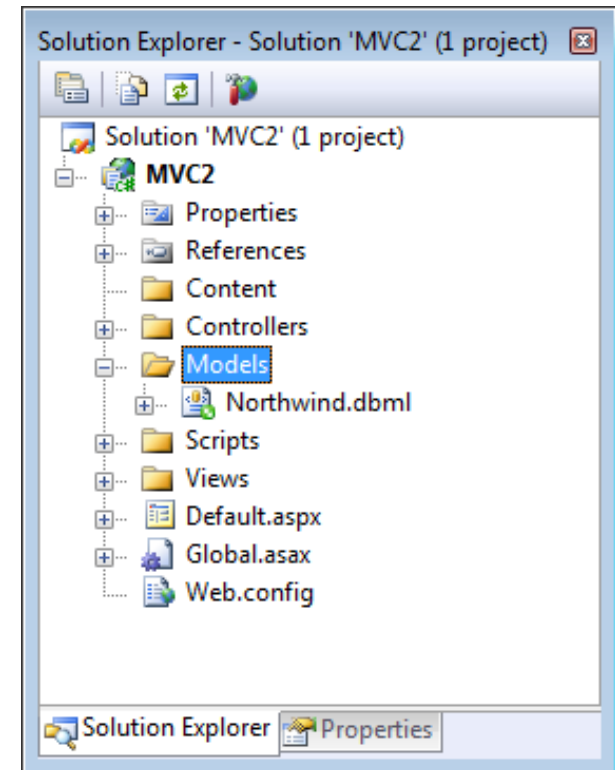 Solution Explorer - Solution 'MVC2' (1 project)
Solution 'MVC2' (1 project)
MVC2
Properties
References
Content
Controllers
Models
Northwind.dbml
Scripts
Views
Default.aspx
Global.asax
Web.config
Solution Explorer Properties